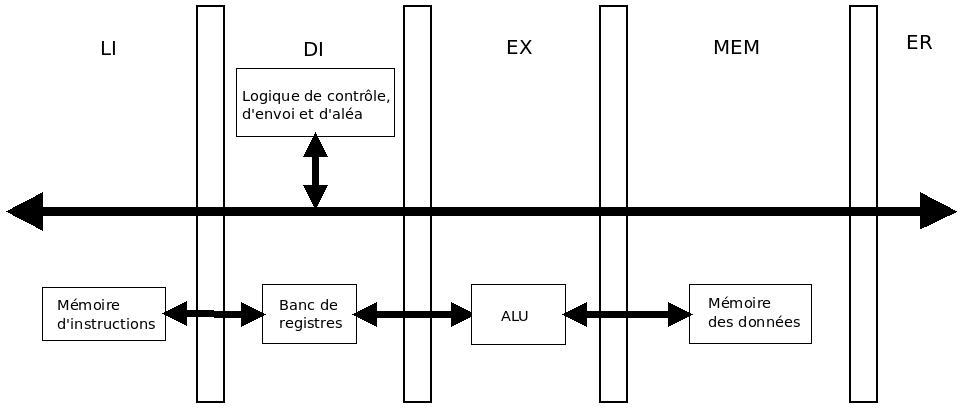 LI
DI
EX
MEM
ER
Logique de contrôle,
d'envoi et d'aléa
Mémoire
d'instructions
Banc de
registres
ALU
Mémoire
des données